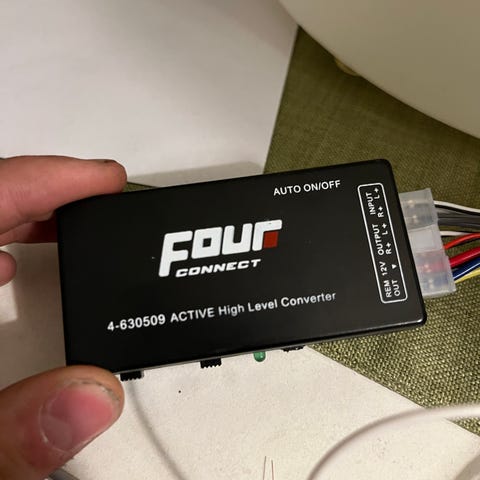 AUTO ON/OFF
FOUR
CONNECT
4-630509 ACTIVE High Level Converter
REM 12V OUTPUT INPUT
OUT ▼ R+ L+ R+ L+